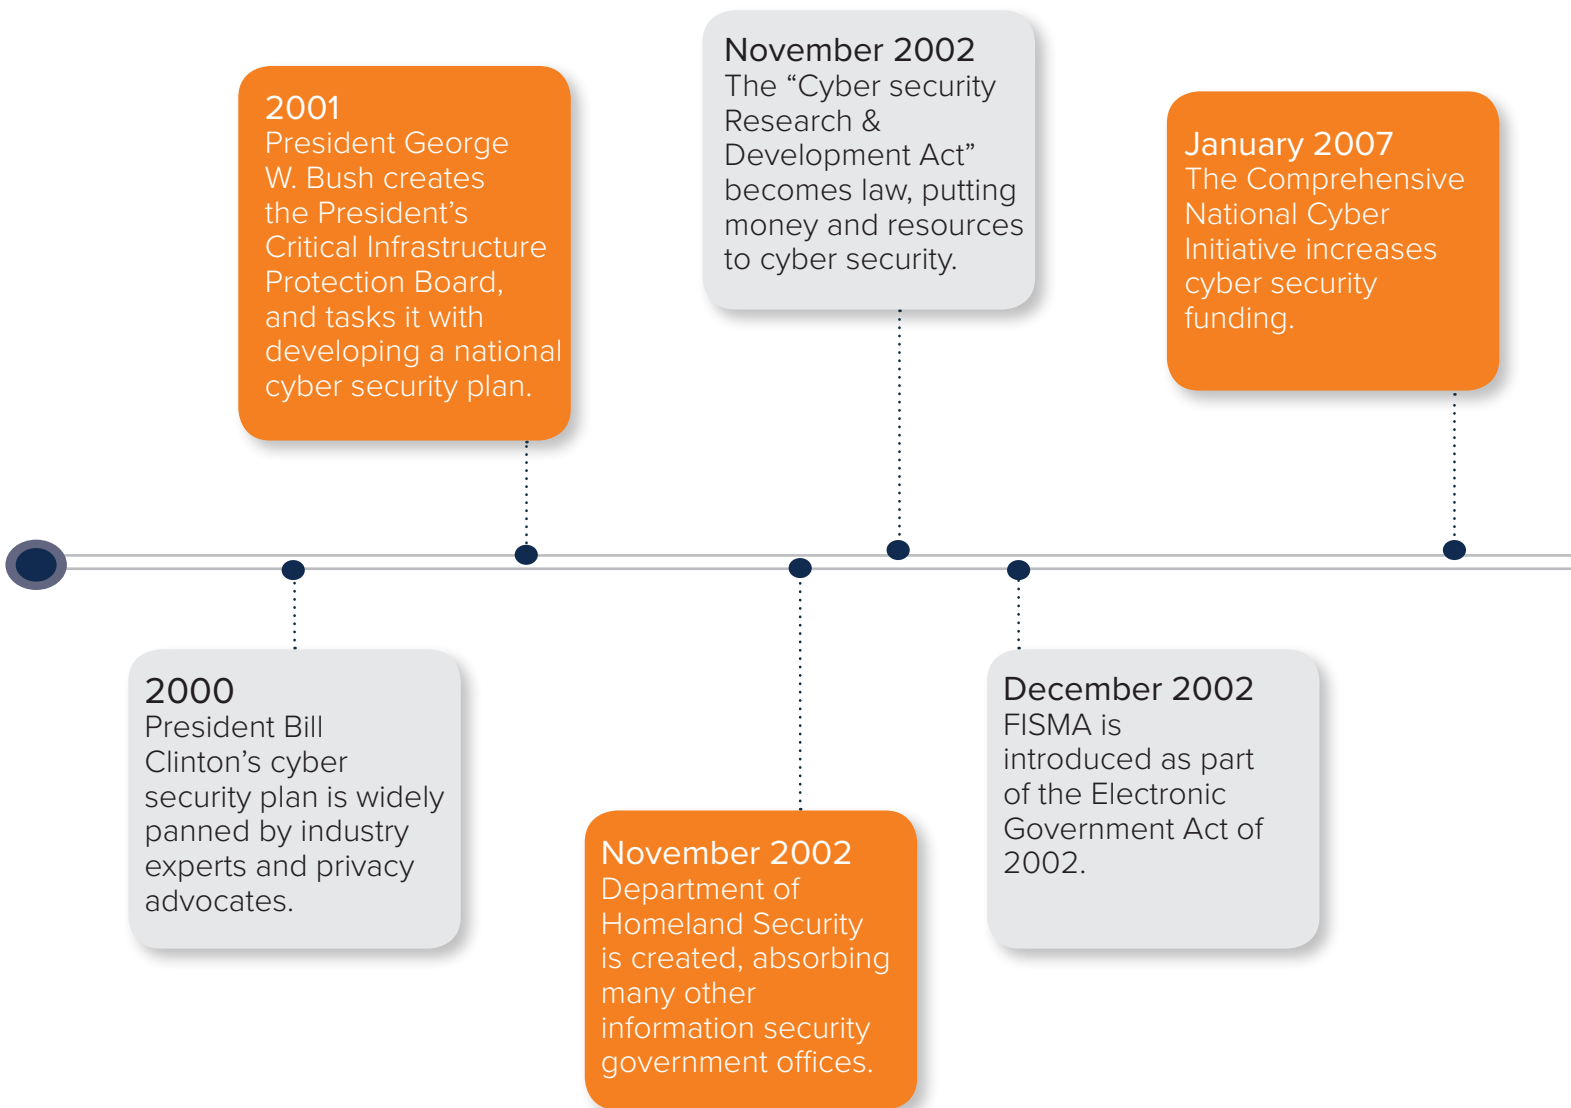 2000
President Bill
Clinton’s cyber
security plan is widely
panned by industry
experts and privacy
advocates.
2001
President George
W. Bush creates
the President’s
Critical Infrastructure
Protection Board,
and tasks it with
developing a national
cyber security plan.
November 2002
Department of
Homeland Security
is created, absorbing
many other
information security
government offices.
November 2002
The “Cyber security
Research &
Development Act”
becomes law, putting
money and resources
to cyber security.
December 2002
FISMA is
introduced as part
of the Electronic
Government Act of
2002.
January 2007
The Comprehensive
National Cyber
Initiative increases
cyber security
funding.